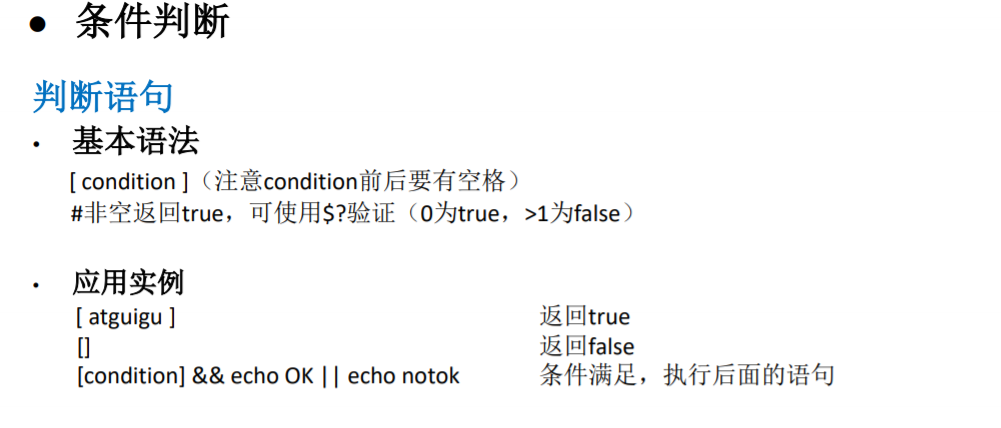 ● 条件判断
判断语句
• 基本语法
[ condition ]（注意condition前后要有空格）
#非空返回true，可使用$?验证（0为true，>1为false）
• 应用实例
[ atguigu ] 返回true
[] 返回false
[condition] && echo OK || echo notok 条件满足，执行后面的语句